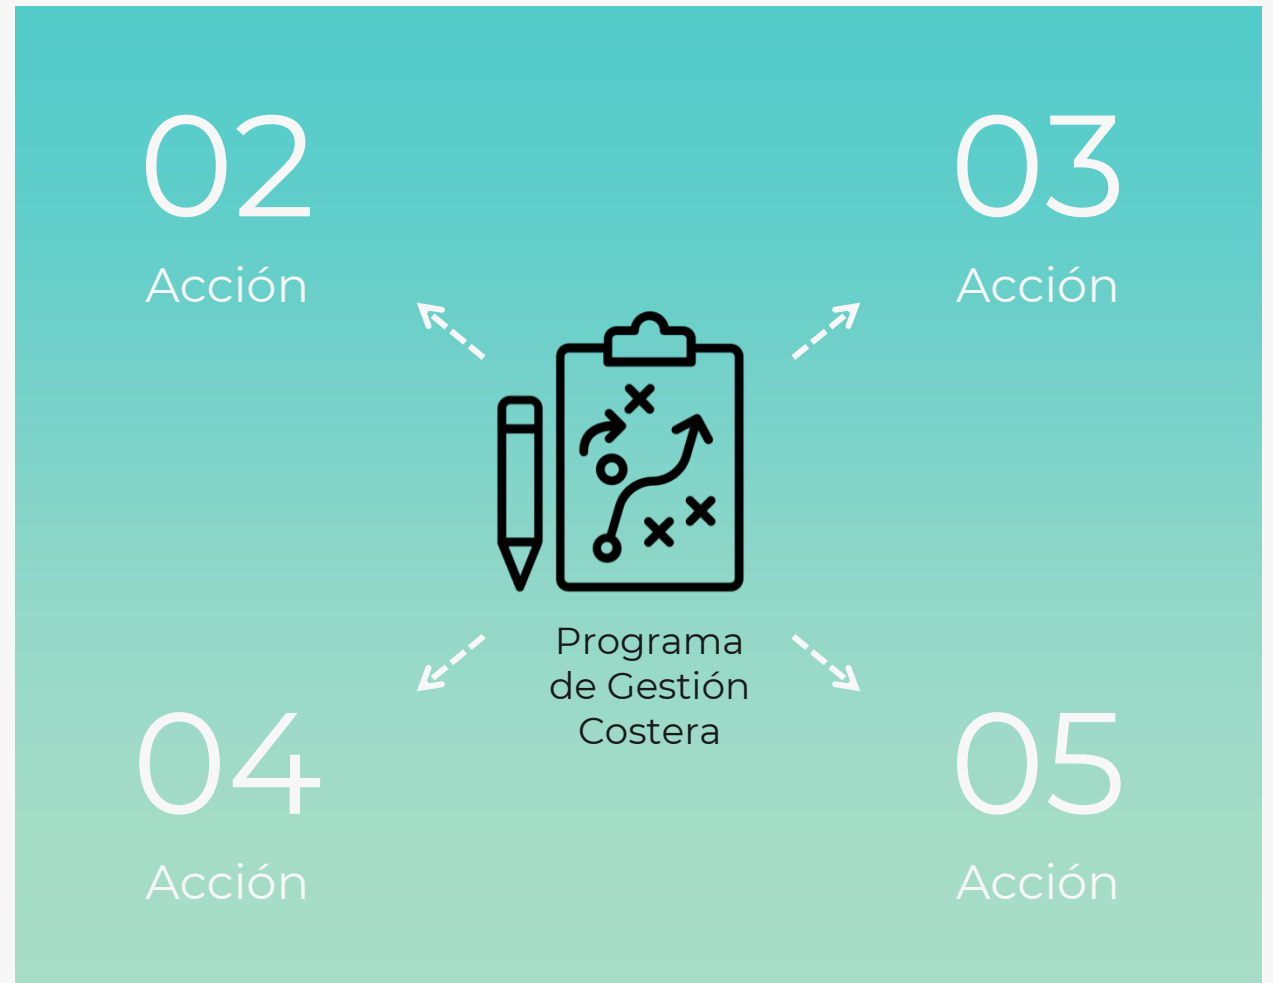 02
Acción
03
Acción
Programa
de Gestión
Costera
04
Acción
05
Acción